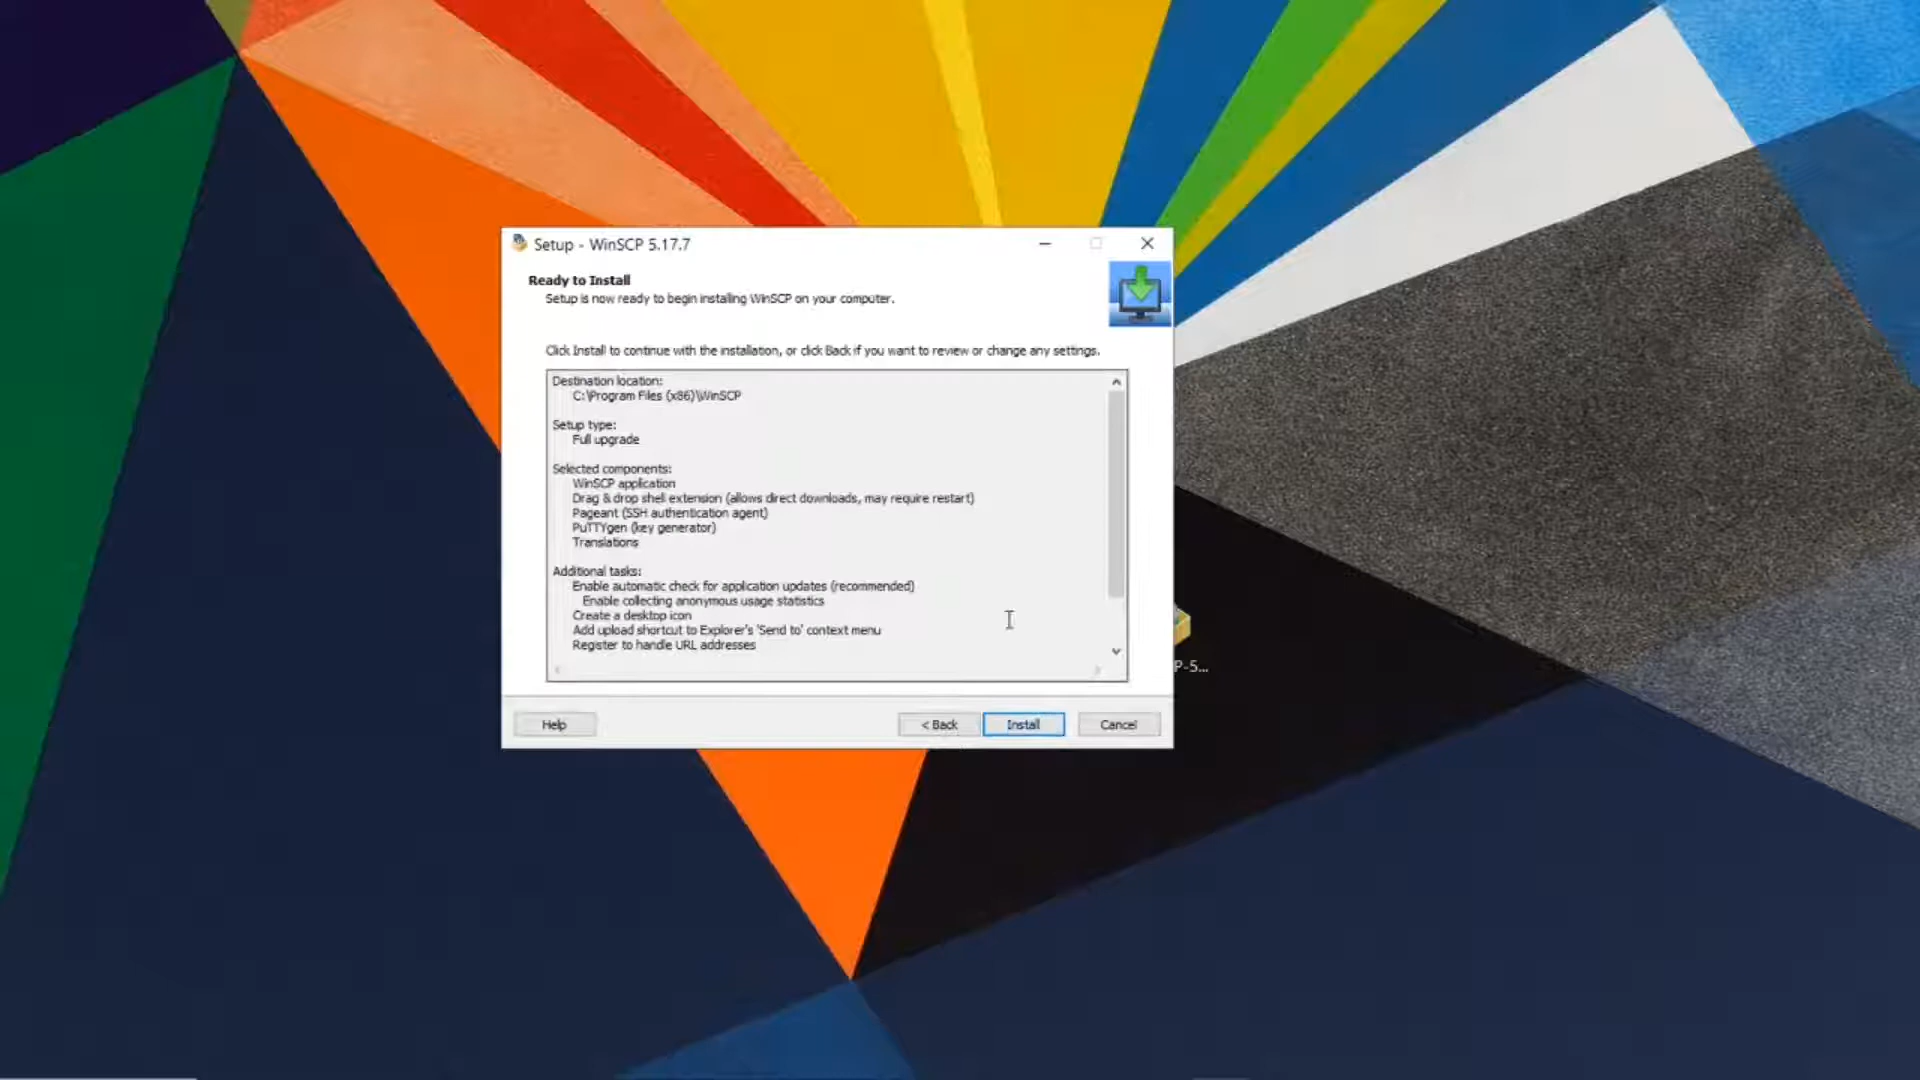 Setup - WinSCP 5.17.7
Ready to Install
Setup is now ready to begin installing WinSCP on your computer.
Click Install to continue with the installation, or click Back if you want to review or change any settings.
Destination location:
C:\Program Files (x86)\WinSCP
Setup type:
Full upgrade
Selected components:
WinSCP application
Drag & drop shell extension (allows direct downloads, may require restart)
Pageant (SSH authentication agent)
PuTTYgen (key generator)
Translations
Additional tasks:
Enable automatic check for application updates (recommended)
Enable collecting anonymous usage statistics
Create a desktop icon
Add upload shortcut to Explorer's 'Send to' context menu
Register to handle URL addresses
P-5...
Help
< Back
Install
Cancel